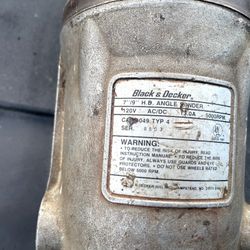 Black & Decker®
7"/9" H.D. ANGLE GRINDER
120V AC/DC 13.0A 5000RPM
CAT 4049 TYP 4
SER.
WARNING:
• TO REDUCE THE RISK OF INJURY, READ
INSTRUCTION MANUAL • TO REDUCE THE RISK
OF INJURY, ALWAYS USE GUARDS AND EYE
PROTECTORS. • DO NOT USE WHEELS RATED
BELOW 5000 RPM.